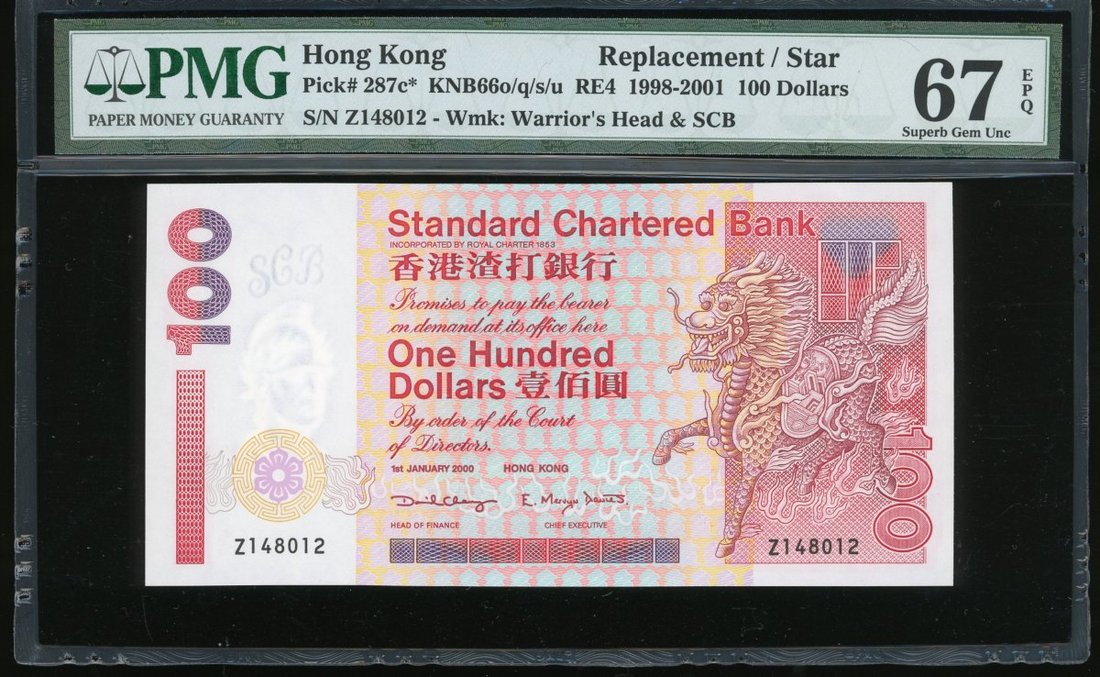 PMG
PAPER MONEY GUARANTY
Hong Kong Replacement / Star
Pick# 287c* KNB66o/q/s/u RE4 1998-2001 100 Dollars
S/N Z148012 - Wmk: Warrior's Head & SCB
67
EPQ
Superb Gem Unc
100
SCB
Standard Chartered Bank
INCORPORATED BY ROYAL CHARTER 1853
香港渣打銀行
Promises to pay the bearer
on demand at its office here
One Hundred
Dollars 壹佰圓
By order of the Court
of Directors.
1st JANUARY 2000 HONG KONG
David Chang E. Mervyn Davies.
HEAD OF FINANCE CHIEF EXECUTIVE
Z148012
Z148012
100